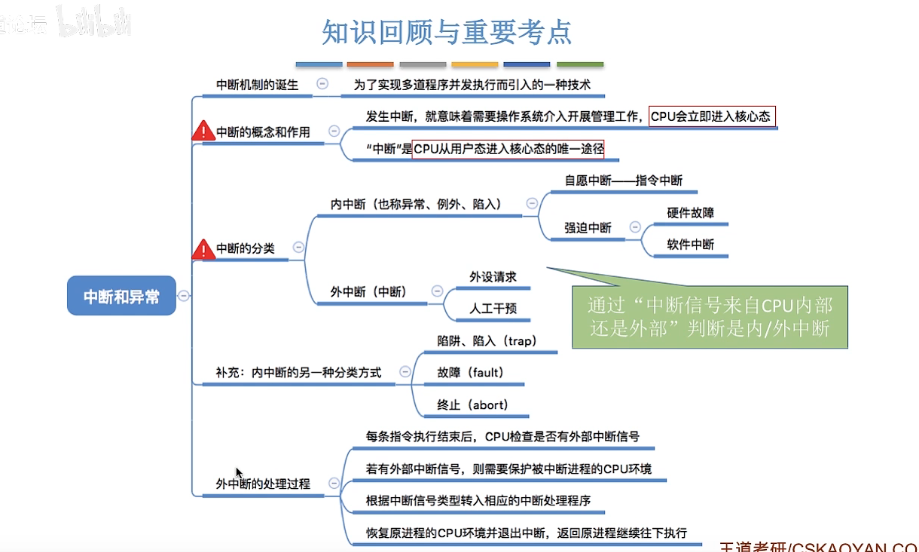 bilibili
知识回顾与重要考点
中断机制的诞生
为了实现多道程序并发执行而引入的一种技术
中断的概念和作用
发生中断，就意味着需要操作系统介入开展管理工作，CPU会立即进入核心态
“中断”是CPU从用户态进入核心态的唯一途径
中断的分类
内中断（也称异常、例外、陷入）
自愿中断——指令中断
强迫中断
硬件故障
软件中断
外中断（中断）
外设请求
人工干预
通过“中断信号来自CPU内部
还是外部”判断是内/外中断
中断和异常
补充：内中断的另一种分类方式
陷阱、陷入（trap）
故障（fault）
终止（abort）
外中断的处理过程
每条指令执行结束后，CPU检查是否有外部中断信号
若有外部中断信号，则需要保护被中断进程的CPU环境
根据中断信号类型转入相应的中断处理程序
恢复原进程的CPU环境并退出中断，返回原进程继续往下执行
王道考研/CSKAOYAN.CO